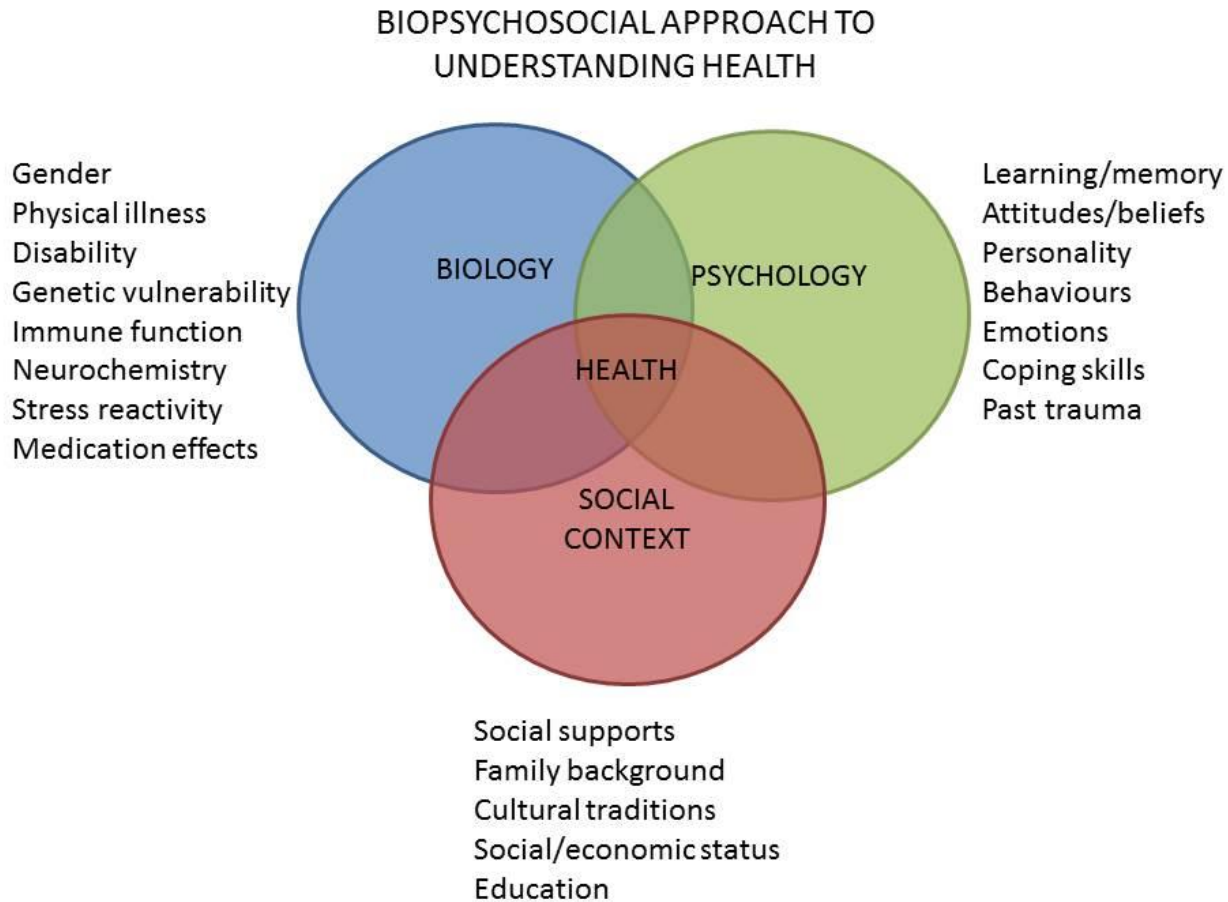 BIOPSYCHOSOCIAL APPROACH TO
UNDERSTANDING HEALTH
Gender
Physical illness
Disability
Genetic vulnerability
Immune function
Neurochemistry
Stress reactivity
Medication effects
BIOLOGY
PSYCHOLOGY
HEALTH
SOCIAL
CONTEXT
Learning/memory
Attitudes/beliefs
Personality
Behaviours
Emotions
Coping skills
Past trauma
Social supports
Family background
Cultural traditions
Social/economic status
Education